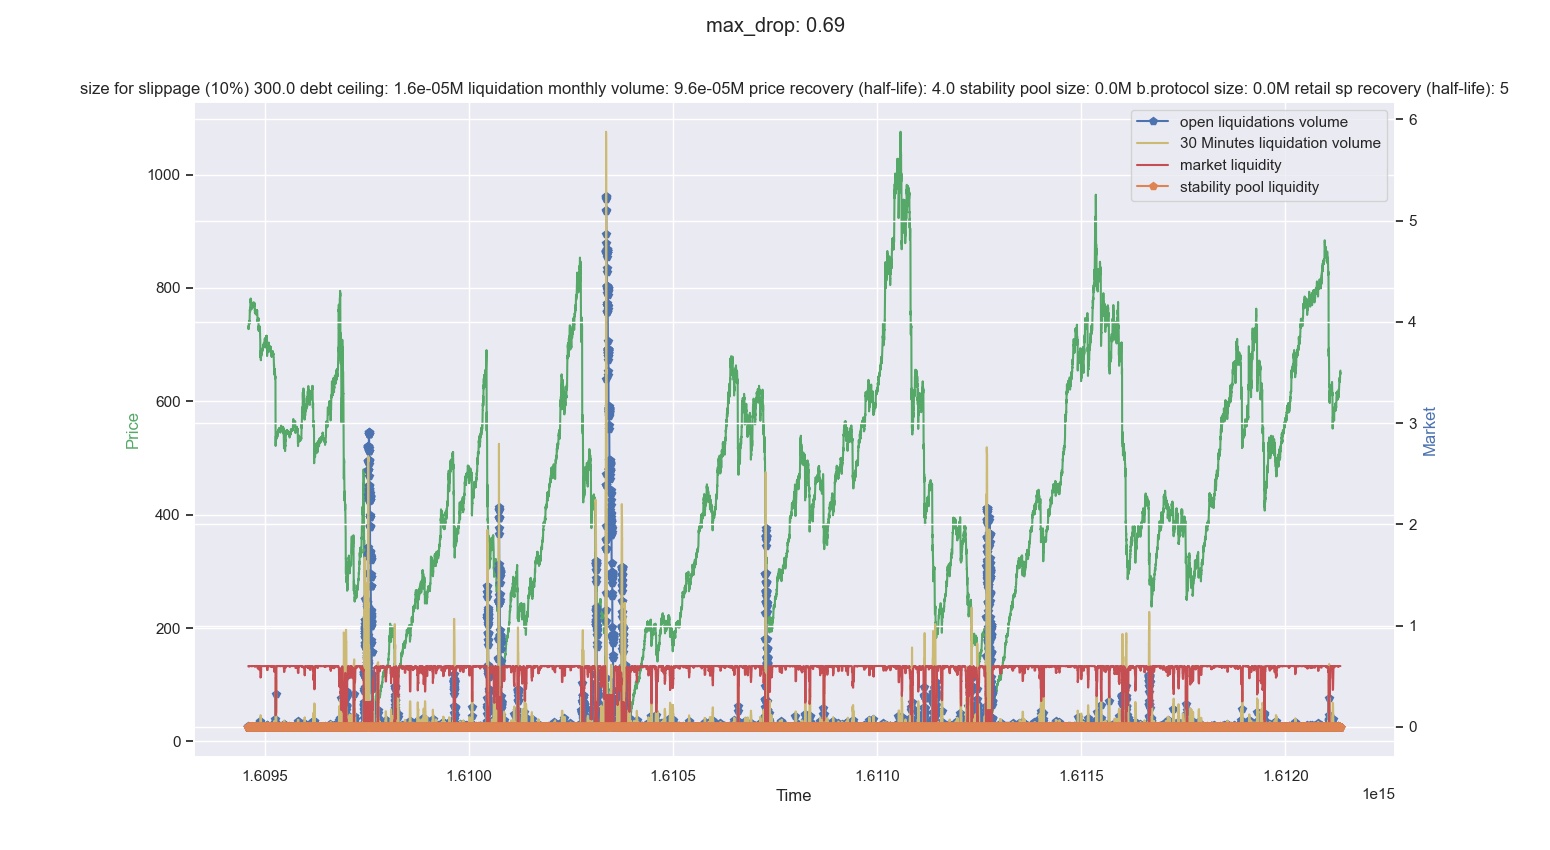 max_drop: 0.69
size for slippage (10%) 300.0 debt ceiling: 1.6e-05M liquidation monthly volume: 9.6e-05M price recovery (half-life): 4.0 stability pool size: 0.0M b.protocol size: 0.0M retail sp recovery (half-life): 5
open liquidations volume
30 Minutes liquidation volume
market liquidity
stability pool liquidity
Price
1000
800
600
400
200
0
6
5
4
3
2
1
0
Market
1.6095 1.6100 1.6105 1.6110 1.6115 1.6120
Time
1e15